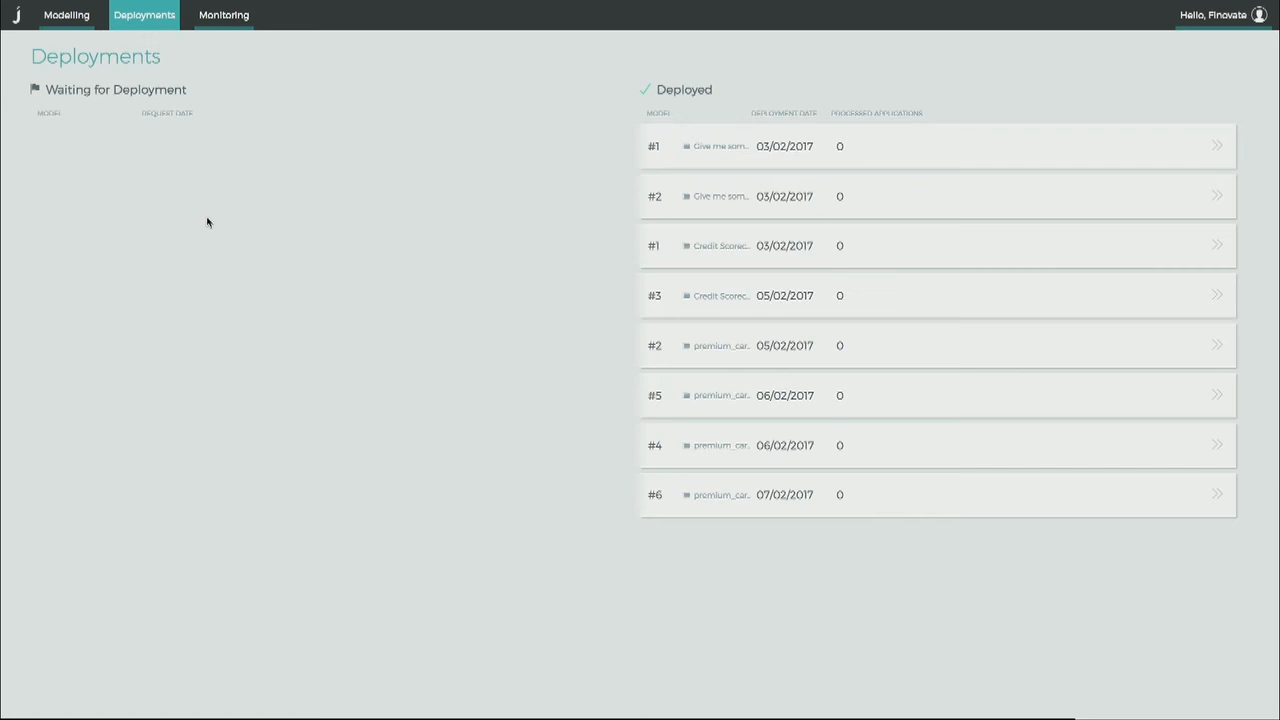 j Modelling Deployments Monitoring Hello, Finovate
Deployments
Waiting for Deployment
MODEL REQUEST DATE
Deployed
MODEL DEPLOYMENT DATE PROCESSED APPLICATIONS
#1 Give me som... 03/02/2017 0
#2 Give me som... 03/02/2017 0
#1 Credit Scorec... 03/02/2017 0
#3 Credit Scorec... 05/02/2017 0
#2 premium_car... 05/02/2017 0
#5 premium_car... 06/02/2017 0
#4 premium_car... 06/02/2017 0
#6 premium_car... 07/02/2017 0